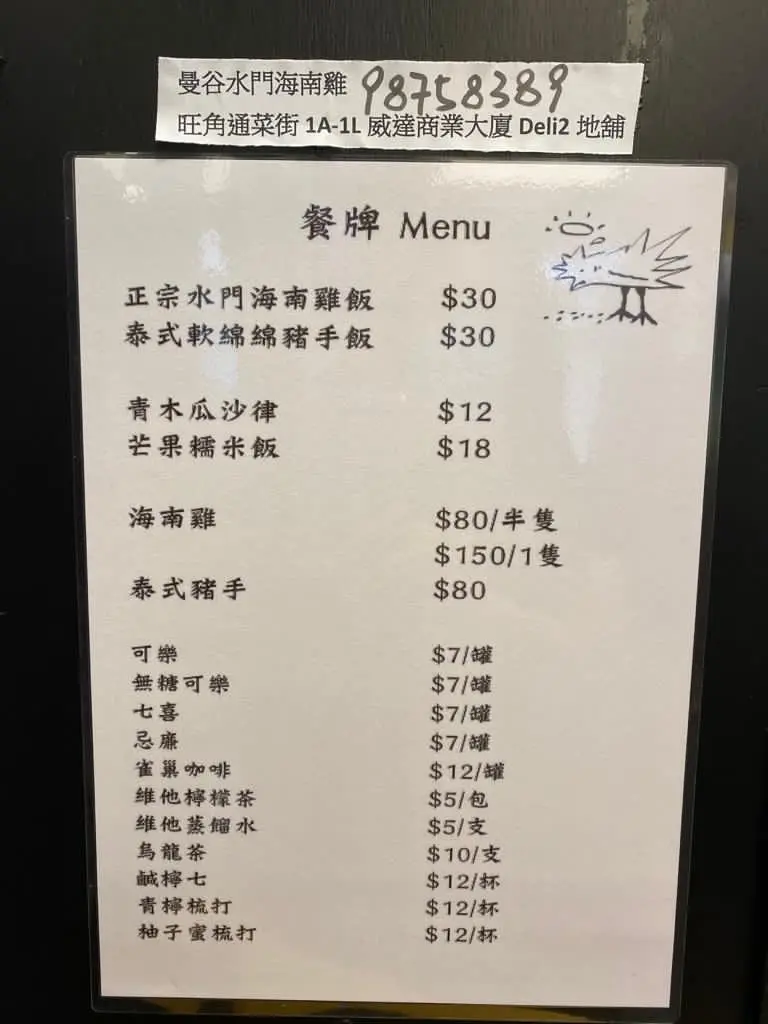 曼谷水門海南雞 98758389
旺角通菜街 1A-1L 威達商業大廈 Deli2 地舖
餐牌 Menu
正宗水門海南雞飯 $30
泰式軟綿綿豬手飯 $30
青木瓜沙律 $12
芒果糯米飯 $18
海南雞 $80/半隻
$150/1隻
泰式豬手 $80
可樂 $7/罐
無糖可樂 $7/罐
七喜 $7/罐
忌廉 $7/罐
雀巢咖啡 $12/罐
維他檸檬茶 $5/包
維他蒸餾水 $5/支
烏龍茶 $10/支
鹹檸七 $12/杯
青檸梳打 $12/杯
柚子蜜梳打 $12/杯